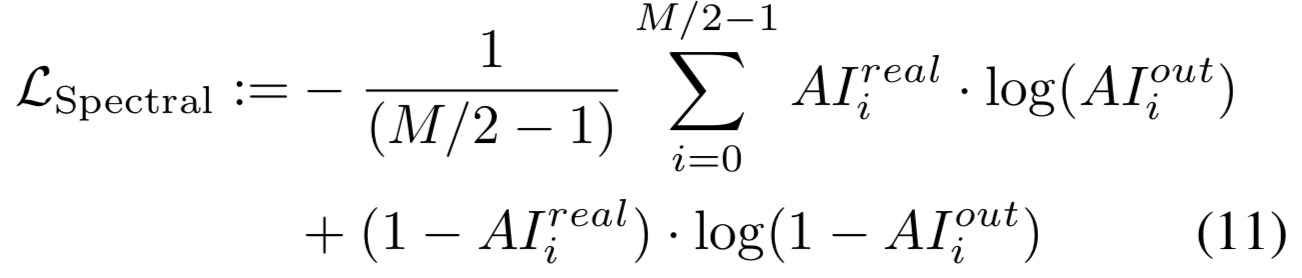 $\mathcal{L}_{\text{Spectral}} := -\frac{1}{(M/2-1)} \sum_{i=0}^{M/2-1} AI_i^{real} \cdot \log(AI_i^{out})$
$+ (1 - AI_i^{real}) \cdot \log(1 - AI_i^{out}) \qquad (11)$